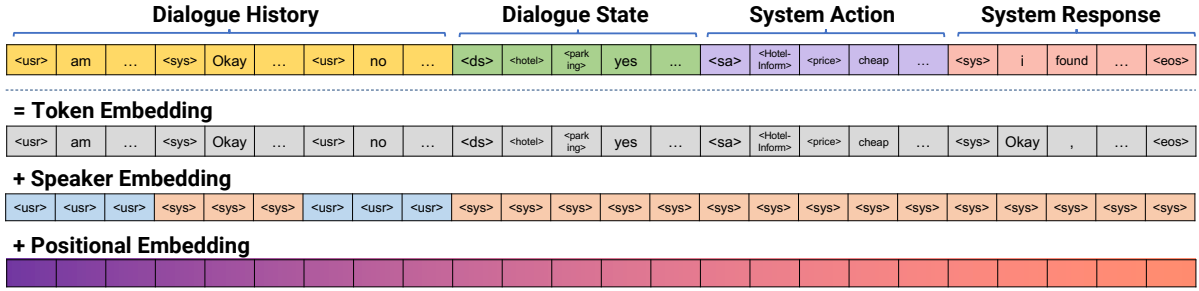 Dialogue History Dialogue State System Action System Response
<usr> am … <sys> Okay … <usr> no … <ds> <hotel> <parking> yes … <sa> <Hotel-Inform> <price> cheap … <sys> i found … <eos>
= Token Embedding
<usr> am … <sys> Okay … <usr> no … <ds> <hotel> <parking> yes … <sa> <Hotel-Inform> <price> cheap … <sys> Okay , … <eos>
+ Speaker Embedding
<usr> <usr> <usr> <sys> <sys> <sys> <usr> <usr> <usr> <sys> <sys> <sys> <sys> <sys> <sys> <sys> <sys> <sys> <sys> <sys> <sys> <sys> <sys> <sys>
+ Positional Embedding